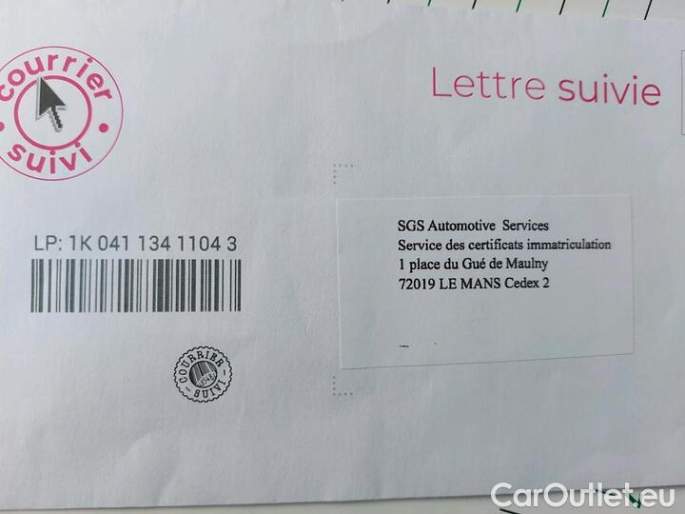 courrier
suivi
Lettre suivie
LP: 1K 041 134 1104 3
SGS Automotive Services
Service des certificats immatriculation
1 place du Gué de Maulny
72019 LE MANS Cedex 2
COURRIER
SUIVI
CarOutlet.eu